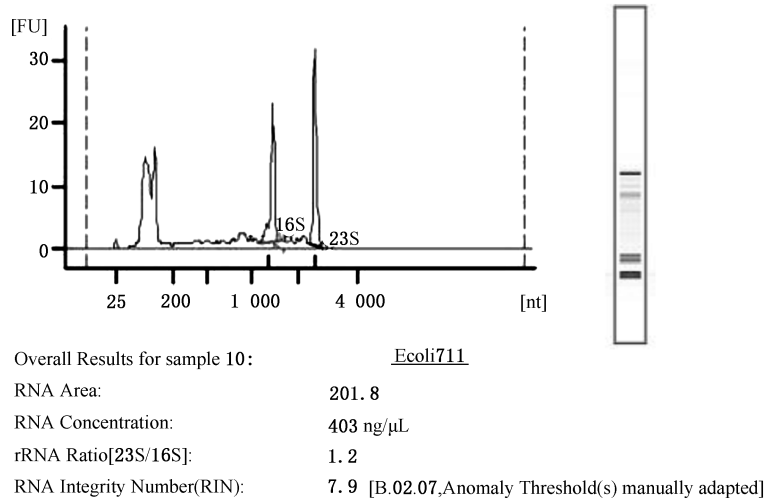 [FU]
30
20
10
0
16S
23S
25 200 1 000 4 000 [nt]
Overall Results for sample 10: Ecoli711
RNA Area: 201.8
RNA Concentration: 403 ng/μL
rRNA Ratio[23S/16S]: 1.2
RNA Integrity Number(RIN): 7.9 [B.02.07,Anomaly Threshold(s) manually adapted]